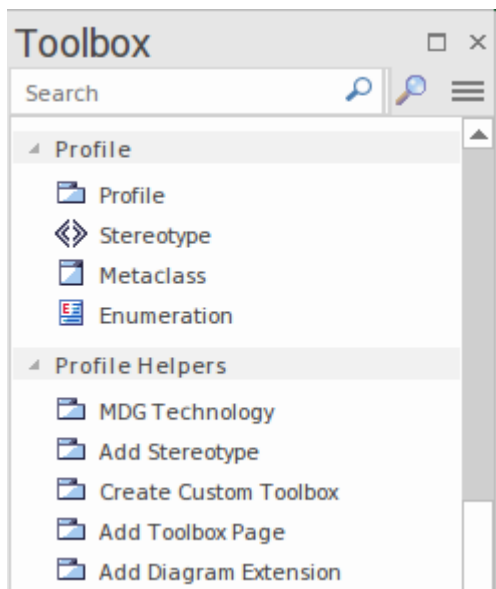 Toolbox
Search
Profile
Profile
Stereotype
Metaclass
Enumeration
Profile Helpers
MDG Technology
Add Stereotype
Create Custom Toolbox
Add Toolbox Page
Add Diagram Extension